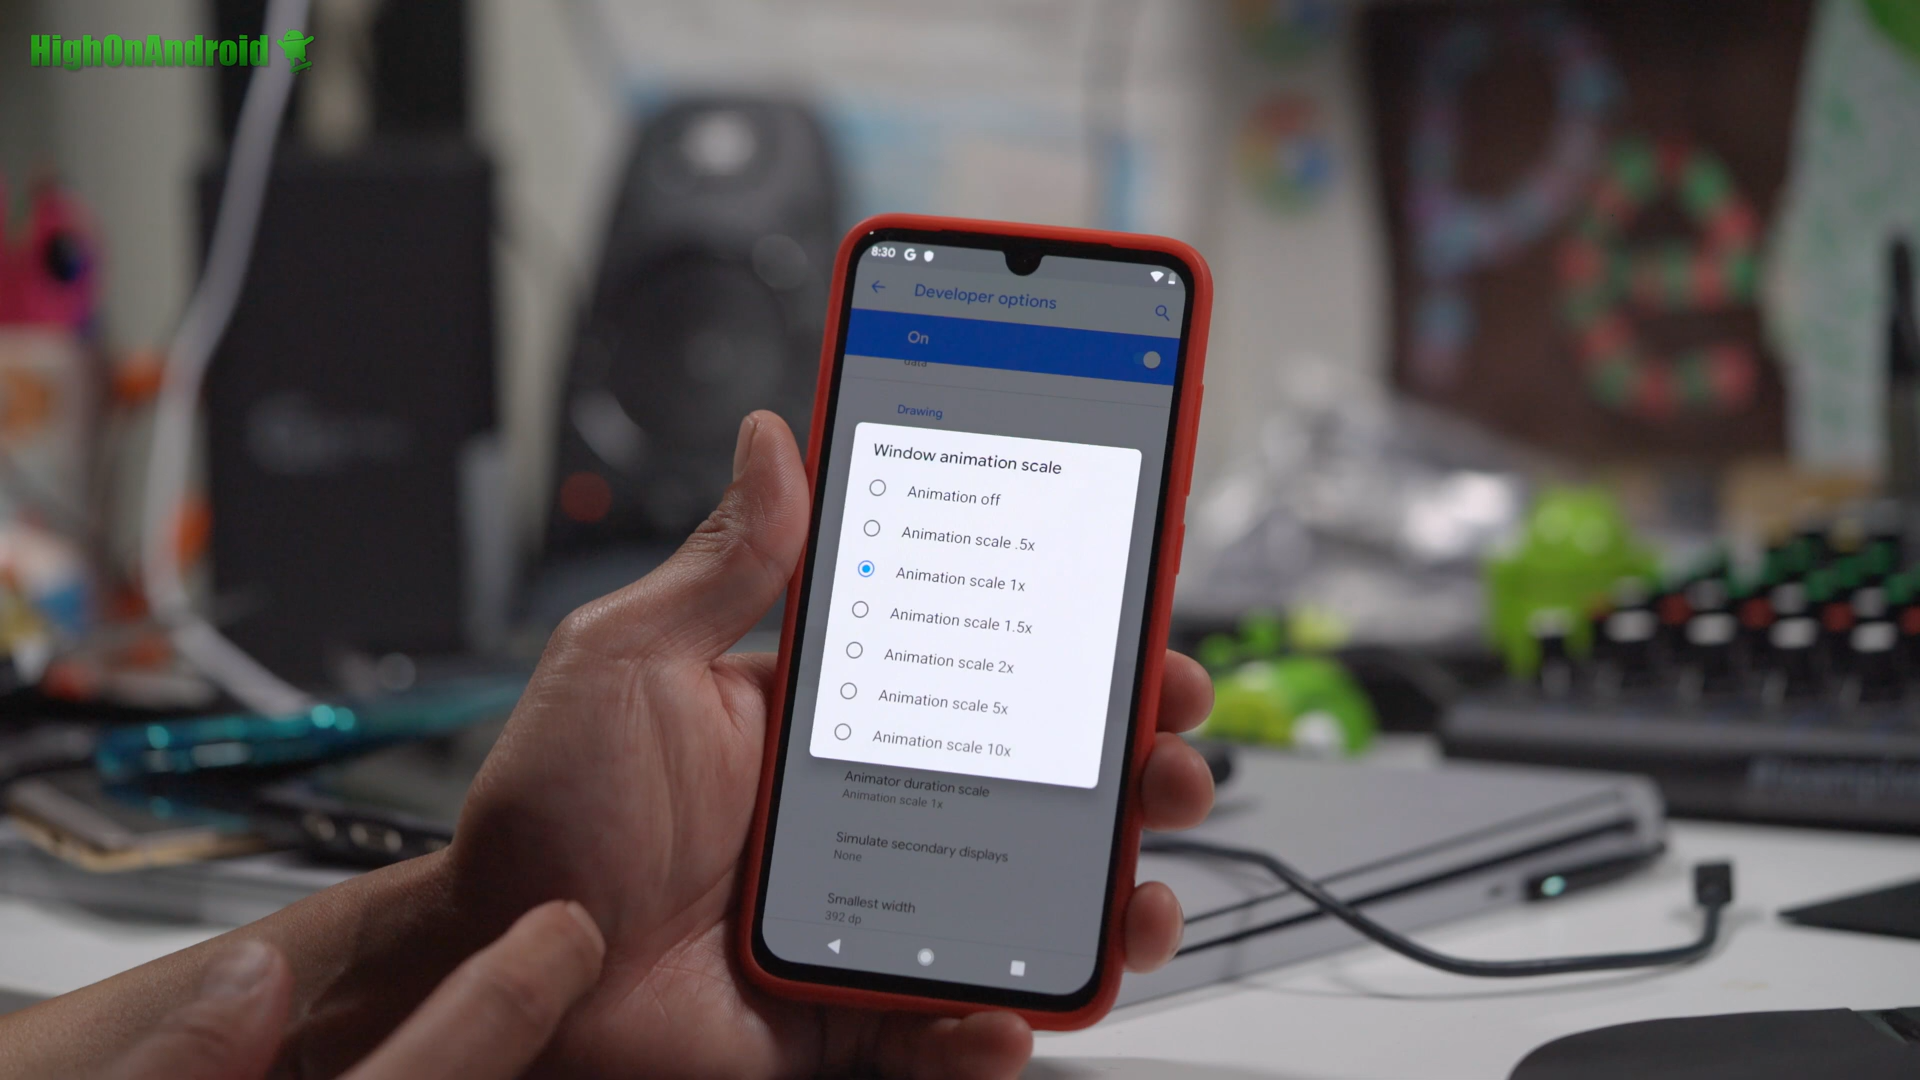 HighOnAndroid
8:30 G
Developer options
On
data
Drawing
Window animation scale
Animation off
Animation scale .5x
Animation scale 1x
Animation scale 1.5x
Animation scale 2x
Animation scale 5x
Animation scale 10x
Animator duration scale
Animation scale 1x
Simulate secondary displays
None
Smallest width
392 dp